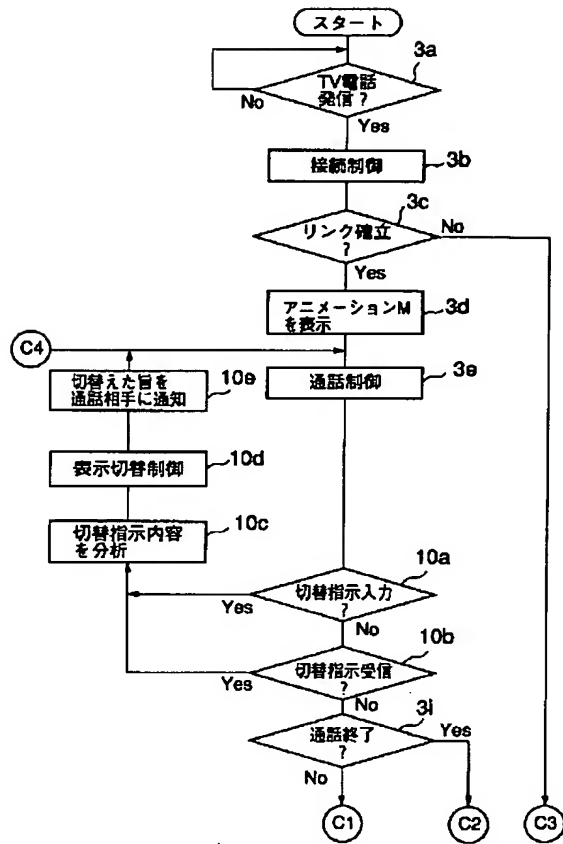 スタート
3a
TV電話
発信?
No
Yes
接続制御
3b
3c
リンク確立
?
No
Yes
アニメーションM
を表示
3d
C4
切替えた旨を
通話相手に通知
10e
通話制御
3e
表示切替制御
10d
切替指示内容
を分析
10c
10a
切替指示入力
?
Yes
No
10b
切替指示受信
?
Yes
No
3i
通話終了
?
Yes
No
C1
C2
C3